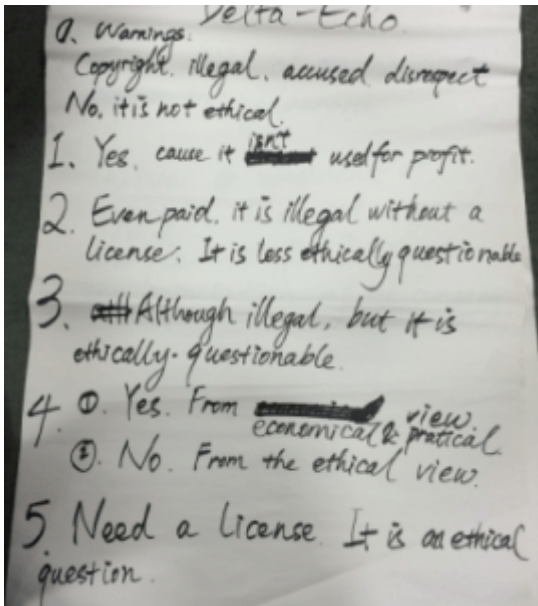 Delta-Echo.
0. Warnings.
Copyright. illegal. accused. disrespect
No, it is not ethical.
1. Yes. cause it isn't used for profit.
2. Even paid. it is illegal without a
license. It is less ethically questionable
3. Although illegal, but it is
ethically-questionable.
4. ①. Yes. From view.
economical & pratical
②. No. From the ethical view.
5. Need a license. It is an ethical
question.